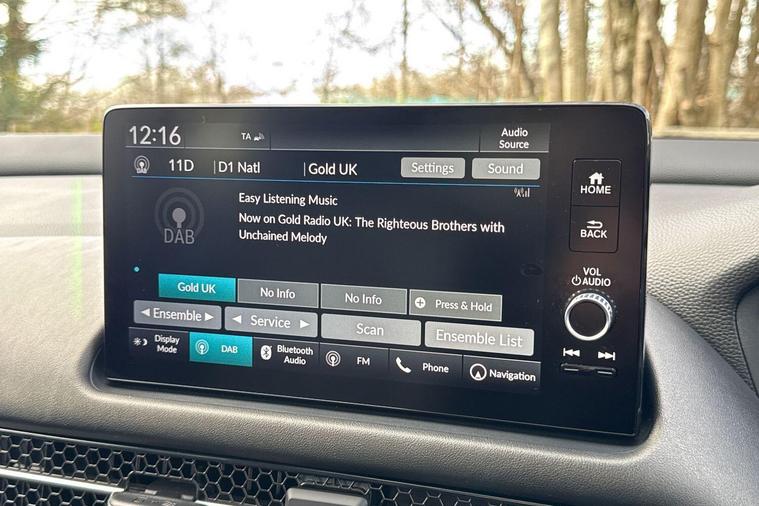 12:16
TA
Audio
Source
DAB
11D
D1 Natl
Gold UK
Settings
Sound
DAB
Easy Listening Music
Now on Gold Radio UK: The Righteous Brothers with
Unchained Melody
Gold UK
No Info
No Info
Press & Hold
Ensemble
Service
Scan
Ensemble List
Display
Mode
DAB
Bluetooth
Audio
FM
Phone
Navigation
HOME
BACK
VOL
AUDIO